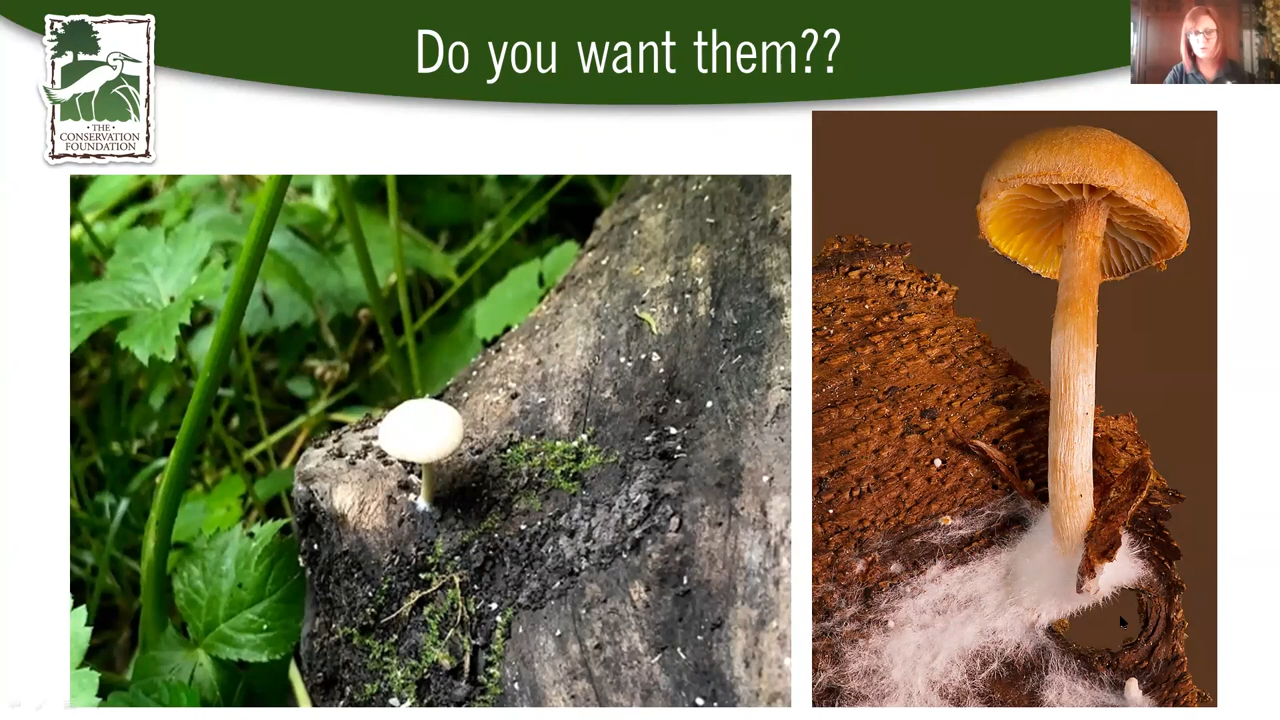 Do you want them??
• THE •
CONSERVATION
FOUNDATION